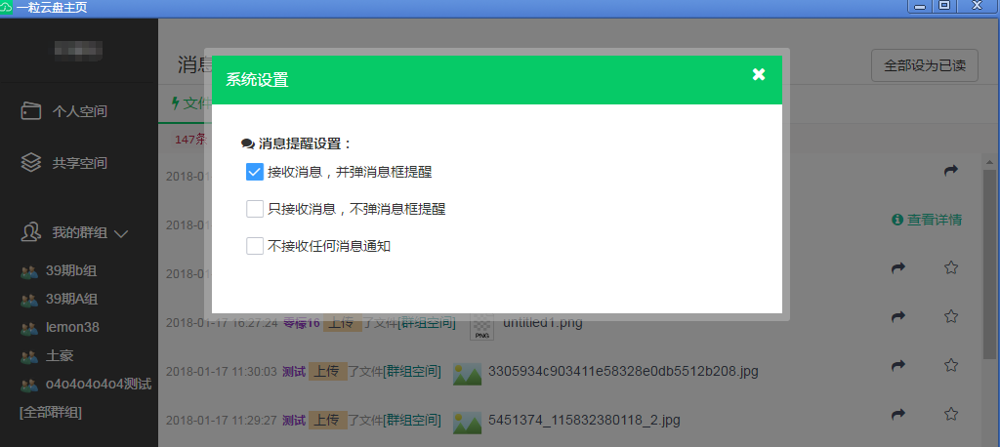 一粒云盘主页
个人空间
共享空间
我的群组
39期b组
39期A组
lemon38
土豪
o4o4o4o4o4测试
[全部群组]
消息
全部设为已读
文件
147条
系统设置
消息提醒设置：
接收消息，并弹消息框提醒
只接收消息，不弹消息框提醒
不接收任何消息通知
2018-01
2018-01
查看详情
2018-01
2018-01-17 16:27:24 零檬16 上传 了文件[群组空间] PNG untitled1.png
2018-01-17 11:30:03 测试 上传 了文件[群组空间] 3305934c903411e58328e0db5512b208.jpg
2018-01-17 11:29:27 测试 上传 了文件[群组空间] 5451374_115832380118_2.jpg